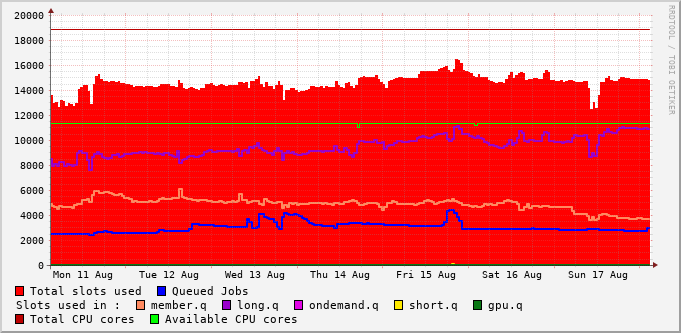 20000
18000
16000
14000
12000
10000
8000
6000
4000
2000
0
Mon 11 Aug Tue 12 Aug Wed 13 Aug Thu 14 Aug Fri 15 Aug Sat 16 Aug Sun 17 Aug
Total slots used Queued Jobs
Slots used in : member.q long.q ondemand.q short.q gpu.q
Total CPU cores Available CPU cores
RRDTOOL / TOBI OETIKER